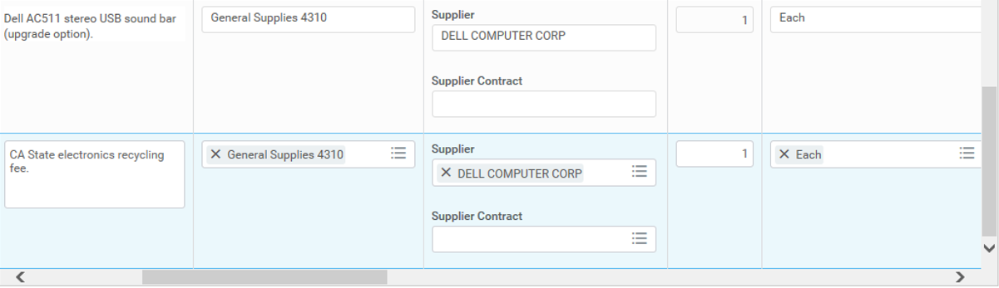 Dell AC511 stereo USB sound bar
(upgrade option).
General Supplies 4310
Supplier
DELL COMPUTER CORP
Supplier Contract
1
Each
CA State electronics recycling
fee.
General Supplies 4310
Supplier
DELL COMPUTER CORP
Supplier Contract
1
Each